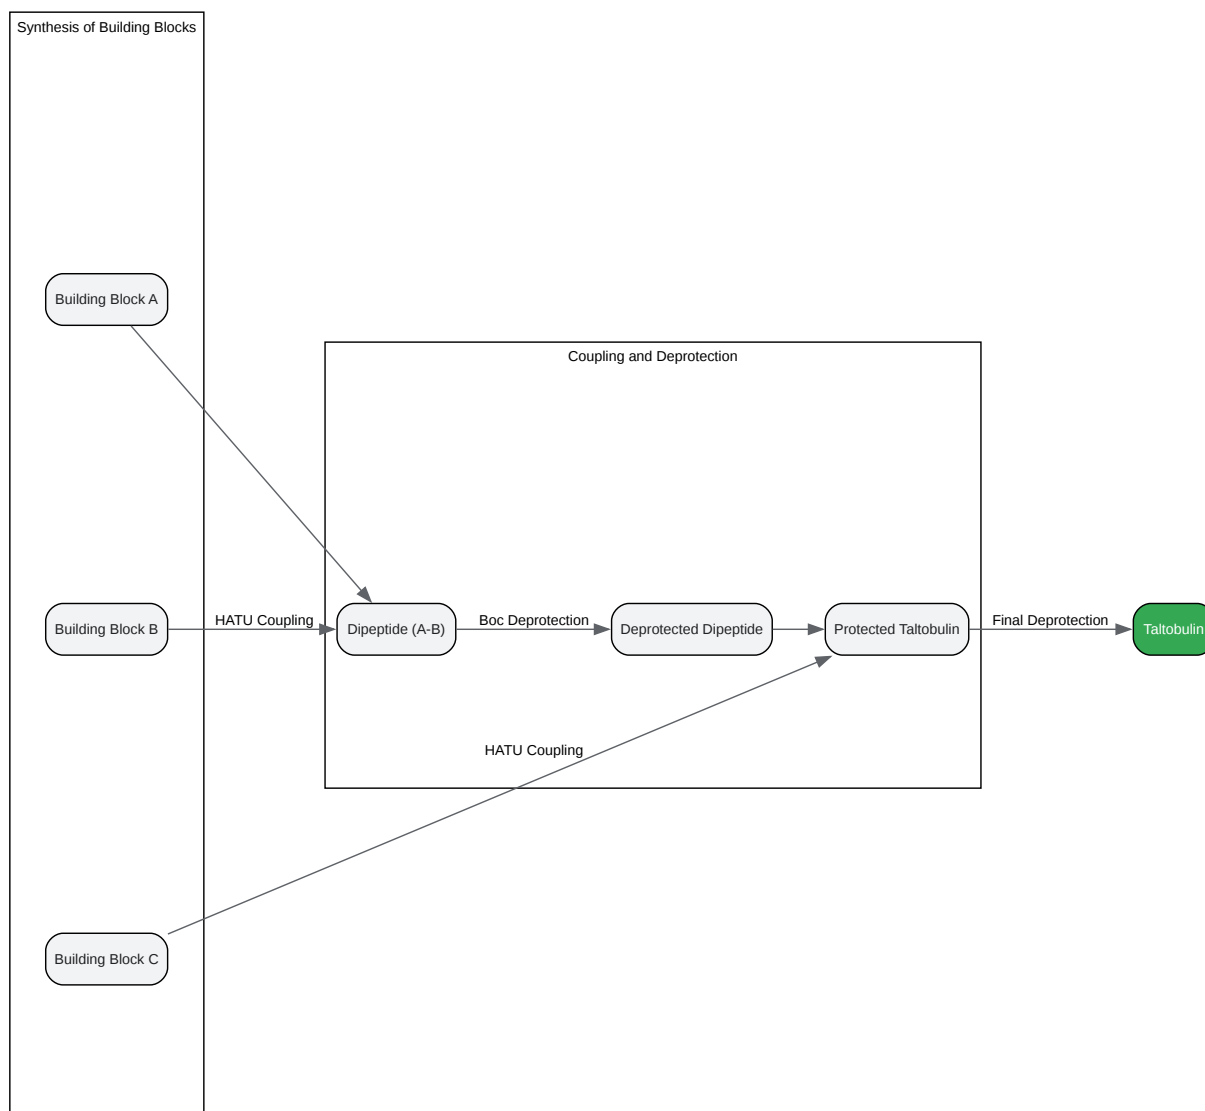 Synthesis of Building Blocks
Building Block A
Coupling and Deprotection
Building Block B
HATU Coupling
Dipeptide (A-B)
Boc Deprotection
Deprotected Dipeptide
Protected Taltobulin
Final Deprotection
Taltobulin
HATU Coupling
Building Block C